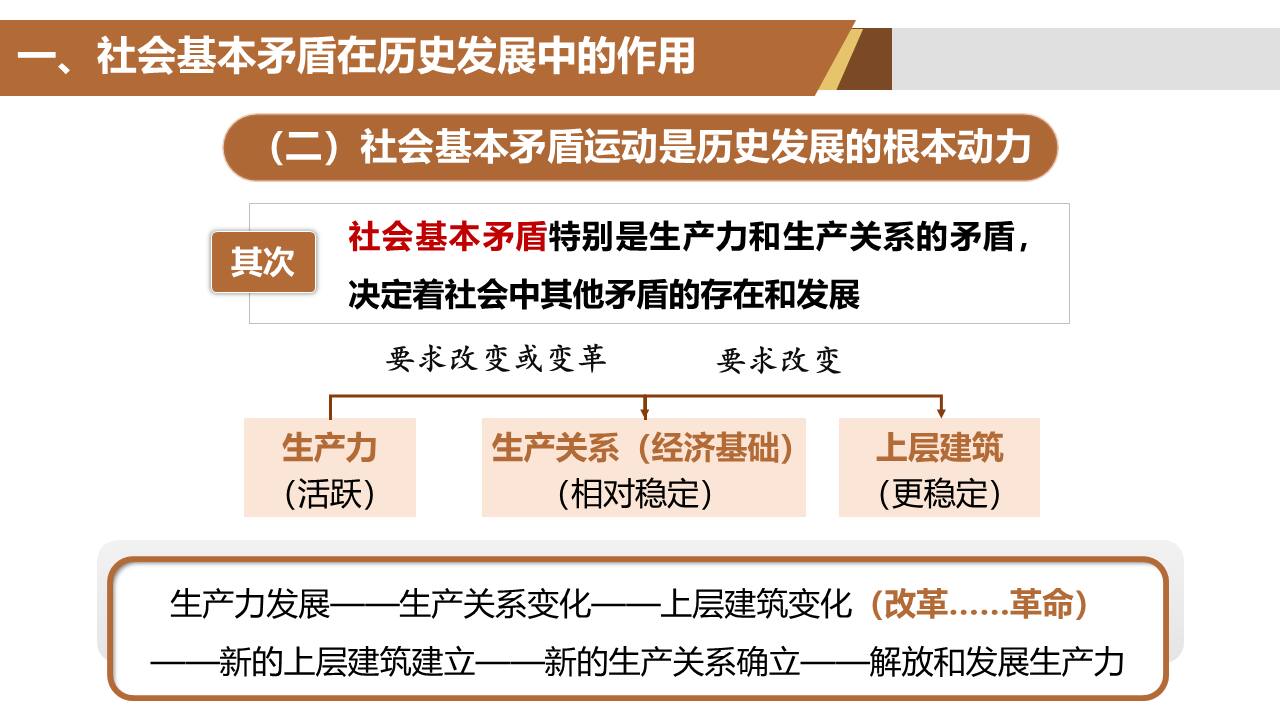 一、社会基本矛盾在历史发展中的作用
（二）社会基本矛盾运动是历史发展的根本动力
其次
社会基本矛盾特别是生产力和生产关系的矛盾，
决定着社会中其他矛盾的存在和发展
要求改变或变革 要求改变
生产力 生产关系（经济基础） 上层建筑
（活跃） （相对稳定） （更稳定）
生产力发展——生产关系变化——上层建筑变化（改革……革命）
——新的上层建筑建立——新的生产关系确立——解放和发展生产力